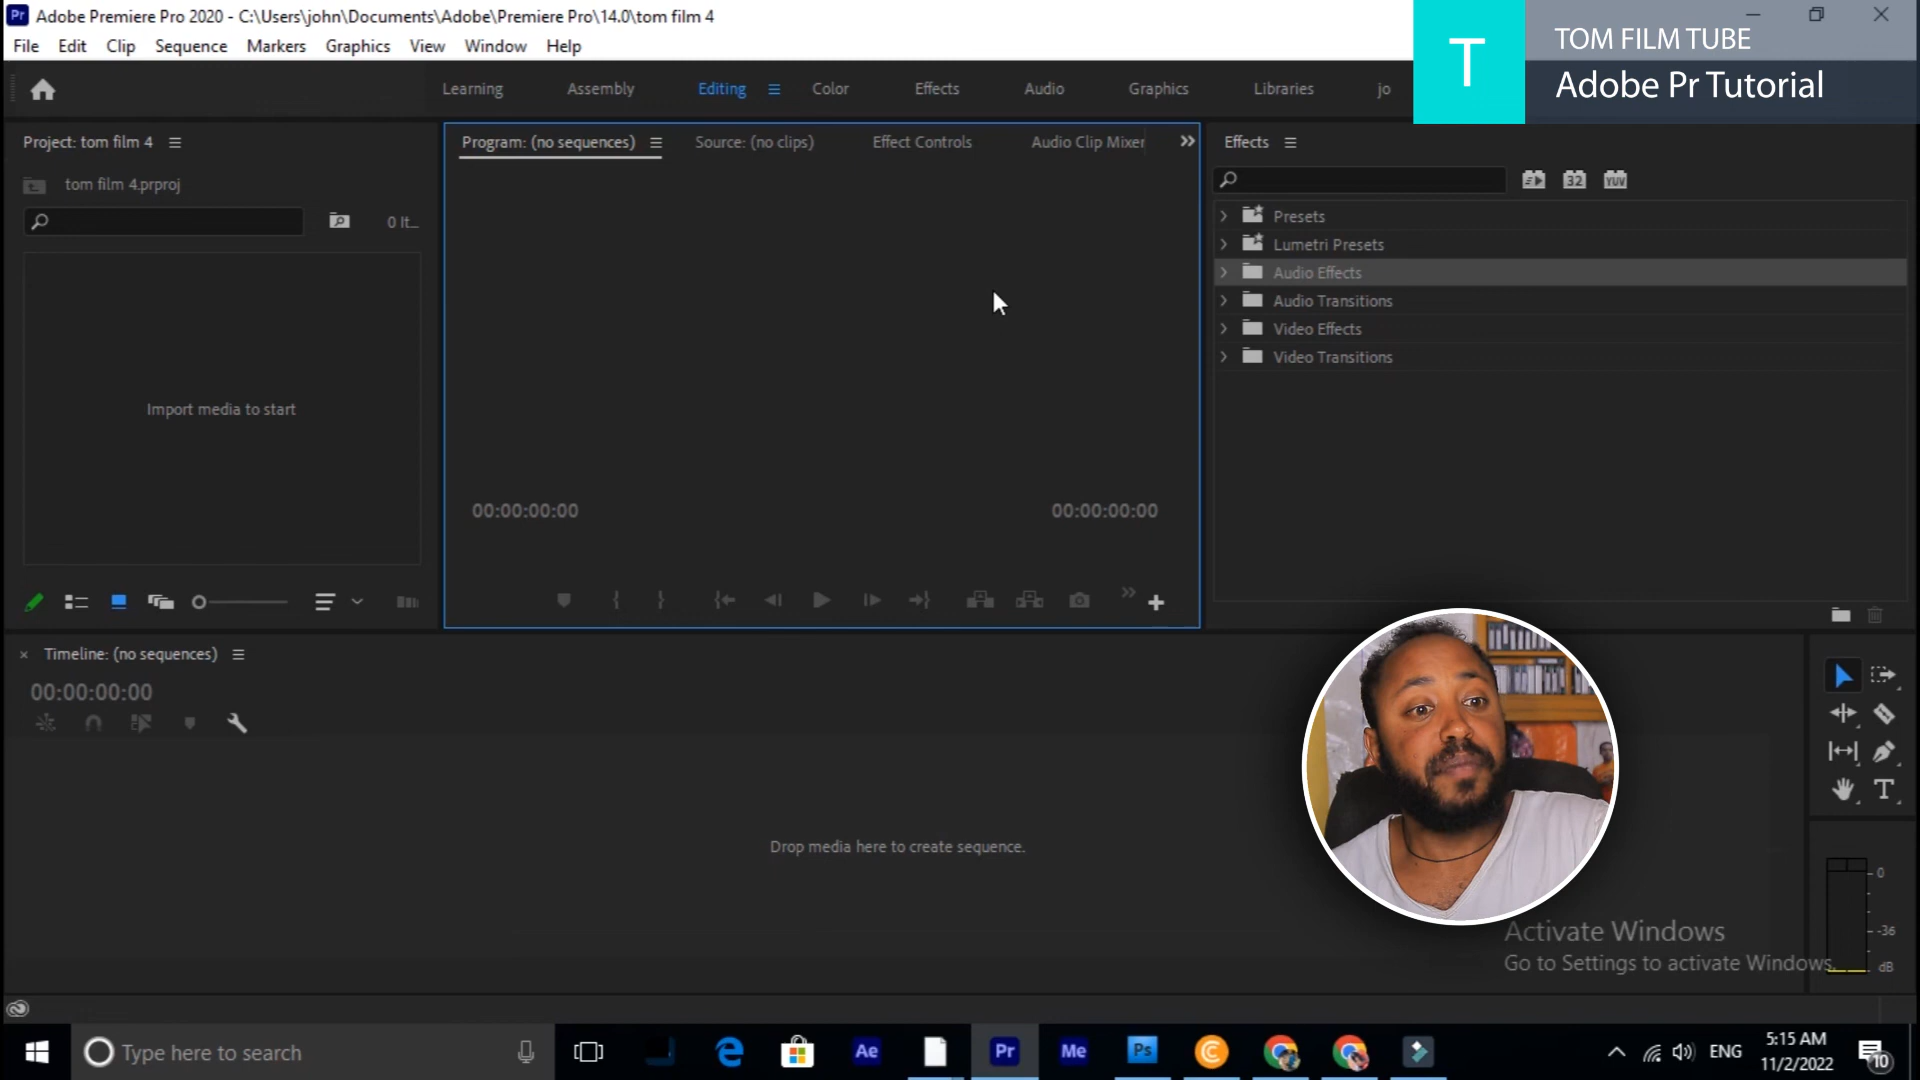 Adobe Premiere Pro 2020 - C:\Users\john\Documents\Adobe\Premiere Pro\14.0\tom film 4
File Edit Clip Sequence Markers Graphics View Window Help
T
TOM FILM TUBE
Adobe Pr Tutorial
Learning Assembly Editing Color Effects Audio Graphics Libraries jo
Project: tom film 4
Program: (no sequences) Source: (no clips) Effect Controls Audio Clip Mixer
Effects
tom film 4.prproj
0 It...
32 YUV
Presets
Lumetri Presets
Audio Effects
Audio Transitions
Video Effects
Video Transitions
Import media to start
00:00:00:00 00:00:00:00
Timeline: (no sequences)
00:00:00:00
Drop media here to create sequence.
0
-36
dB
Activate Windows
Go to Settings to activate Windows.
Type here to search
Ae Pr Me Ps
ENG
5:15 AM
11/2/2022
10